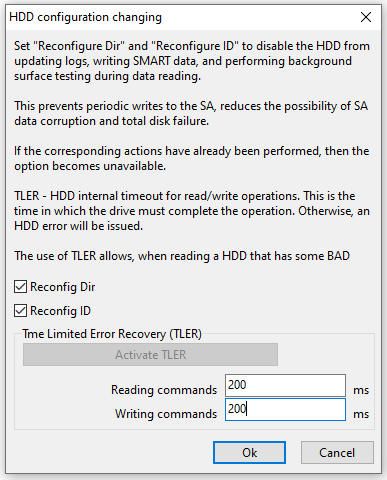 HDD configuration changing
Set "Reconfigure Dir" and "Reconfigure ID" to disable the HDD from
updating logs, writing SMART data, and performing background
surface testing during data reading.
This prevents periodic writes to the SA, reduces the possibility of SA
data corruption and total disk failure.
If the corresponding actions have already been performed, then the
option becomes unavailable.
TLER - HDD internal timeout for read/write operations. This is the
time in which the drive must complete the operation. Otherwise, an
HDD error will be issued.
The use of TLER allows, when reading a HDD that has some BAD
Reconfig Dir
Reconfig ID
Tme Limited Error Recovery (TLER)
Activate TLER
Reading commands 200 ms
Writing commands 200 ms
Ok Cancel